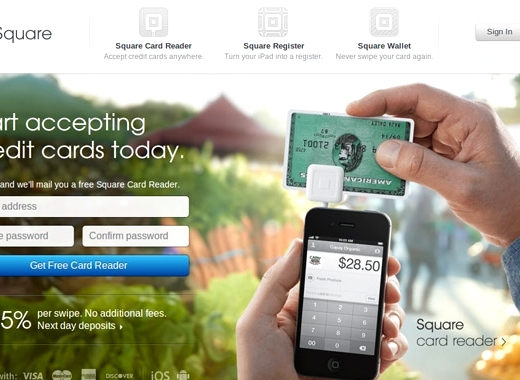 Square
Square Card Reader
Accept credit cards anywhere.
Square Register
Turn your iPad into a register.
Square Wallet
Never swipe your card again.
Sign In
art accepting
edit cards today.
and we'll mail you a free Square Card Reader.
address
e password
Confirm password
Get Free Card Reader
5% per swipe. No additional fees.
Next day deposits
with: VISA DISCOVER iOS
AMERICAN
21001
$28.50
Square
card reader